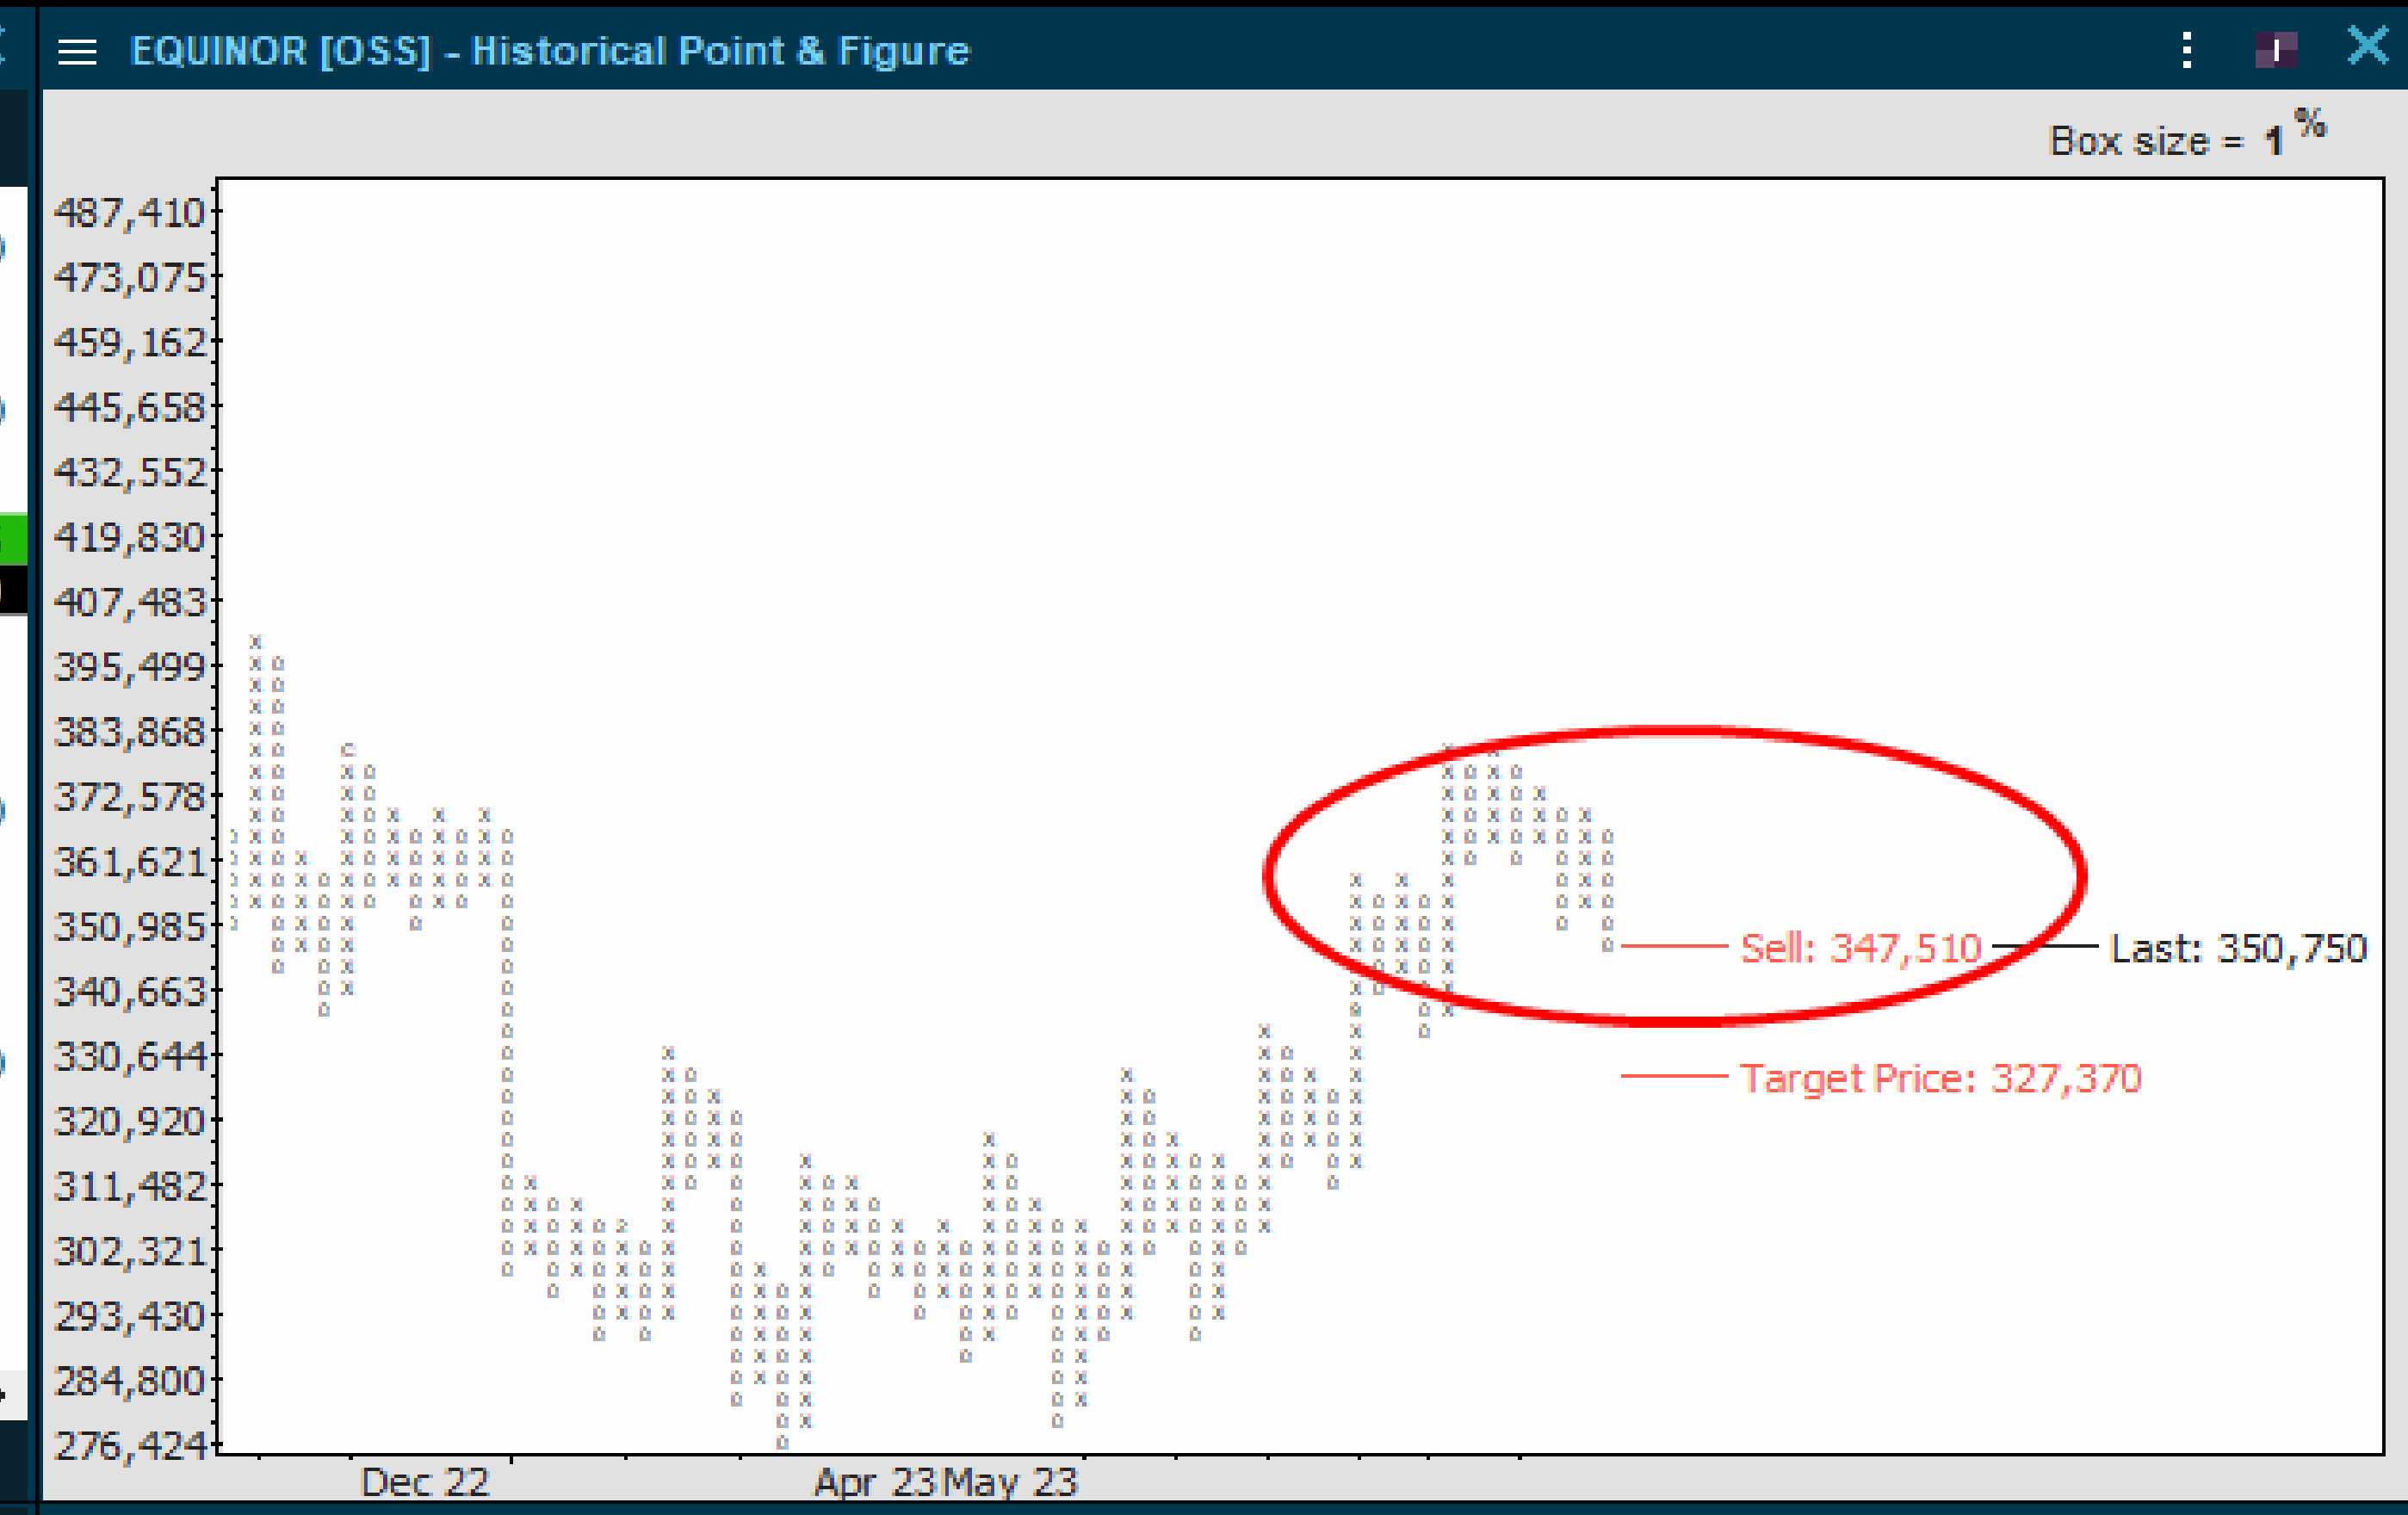 EQUINOR [OSS] - Historical Point & Figure
Box size = 1 %
487,410
473,075
459,162
445,658
432,552
419,830
407,483
395,499
383,868
372,578
361,621
350,985
340,663
330,644
320,920
311,482
302,321
293,430
284,800
276,424
Sell: 347,510
Last: 350,750
Target Price: 327,370
Dec 22
Apr 23
May 23